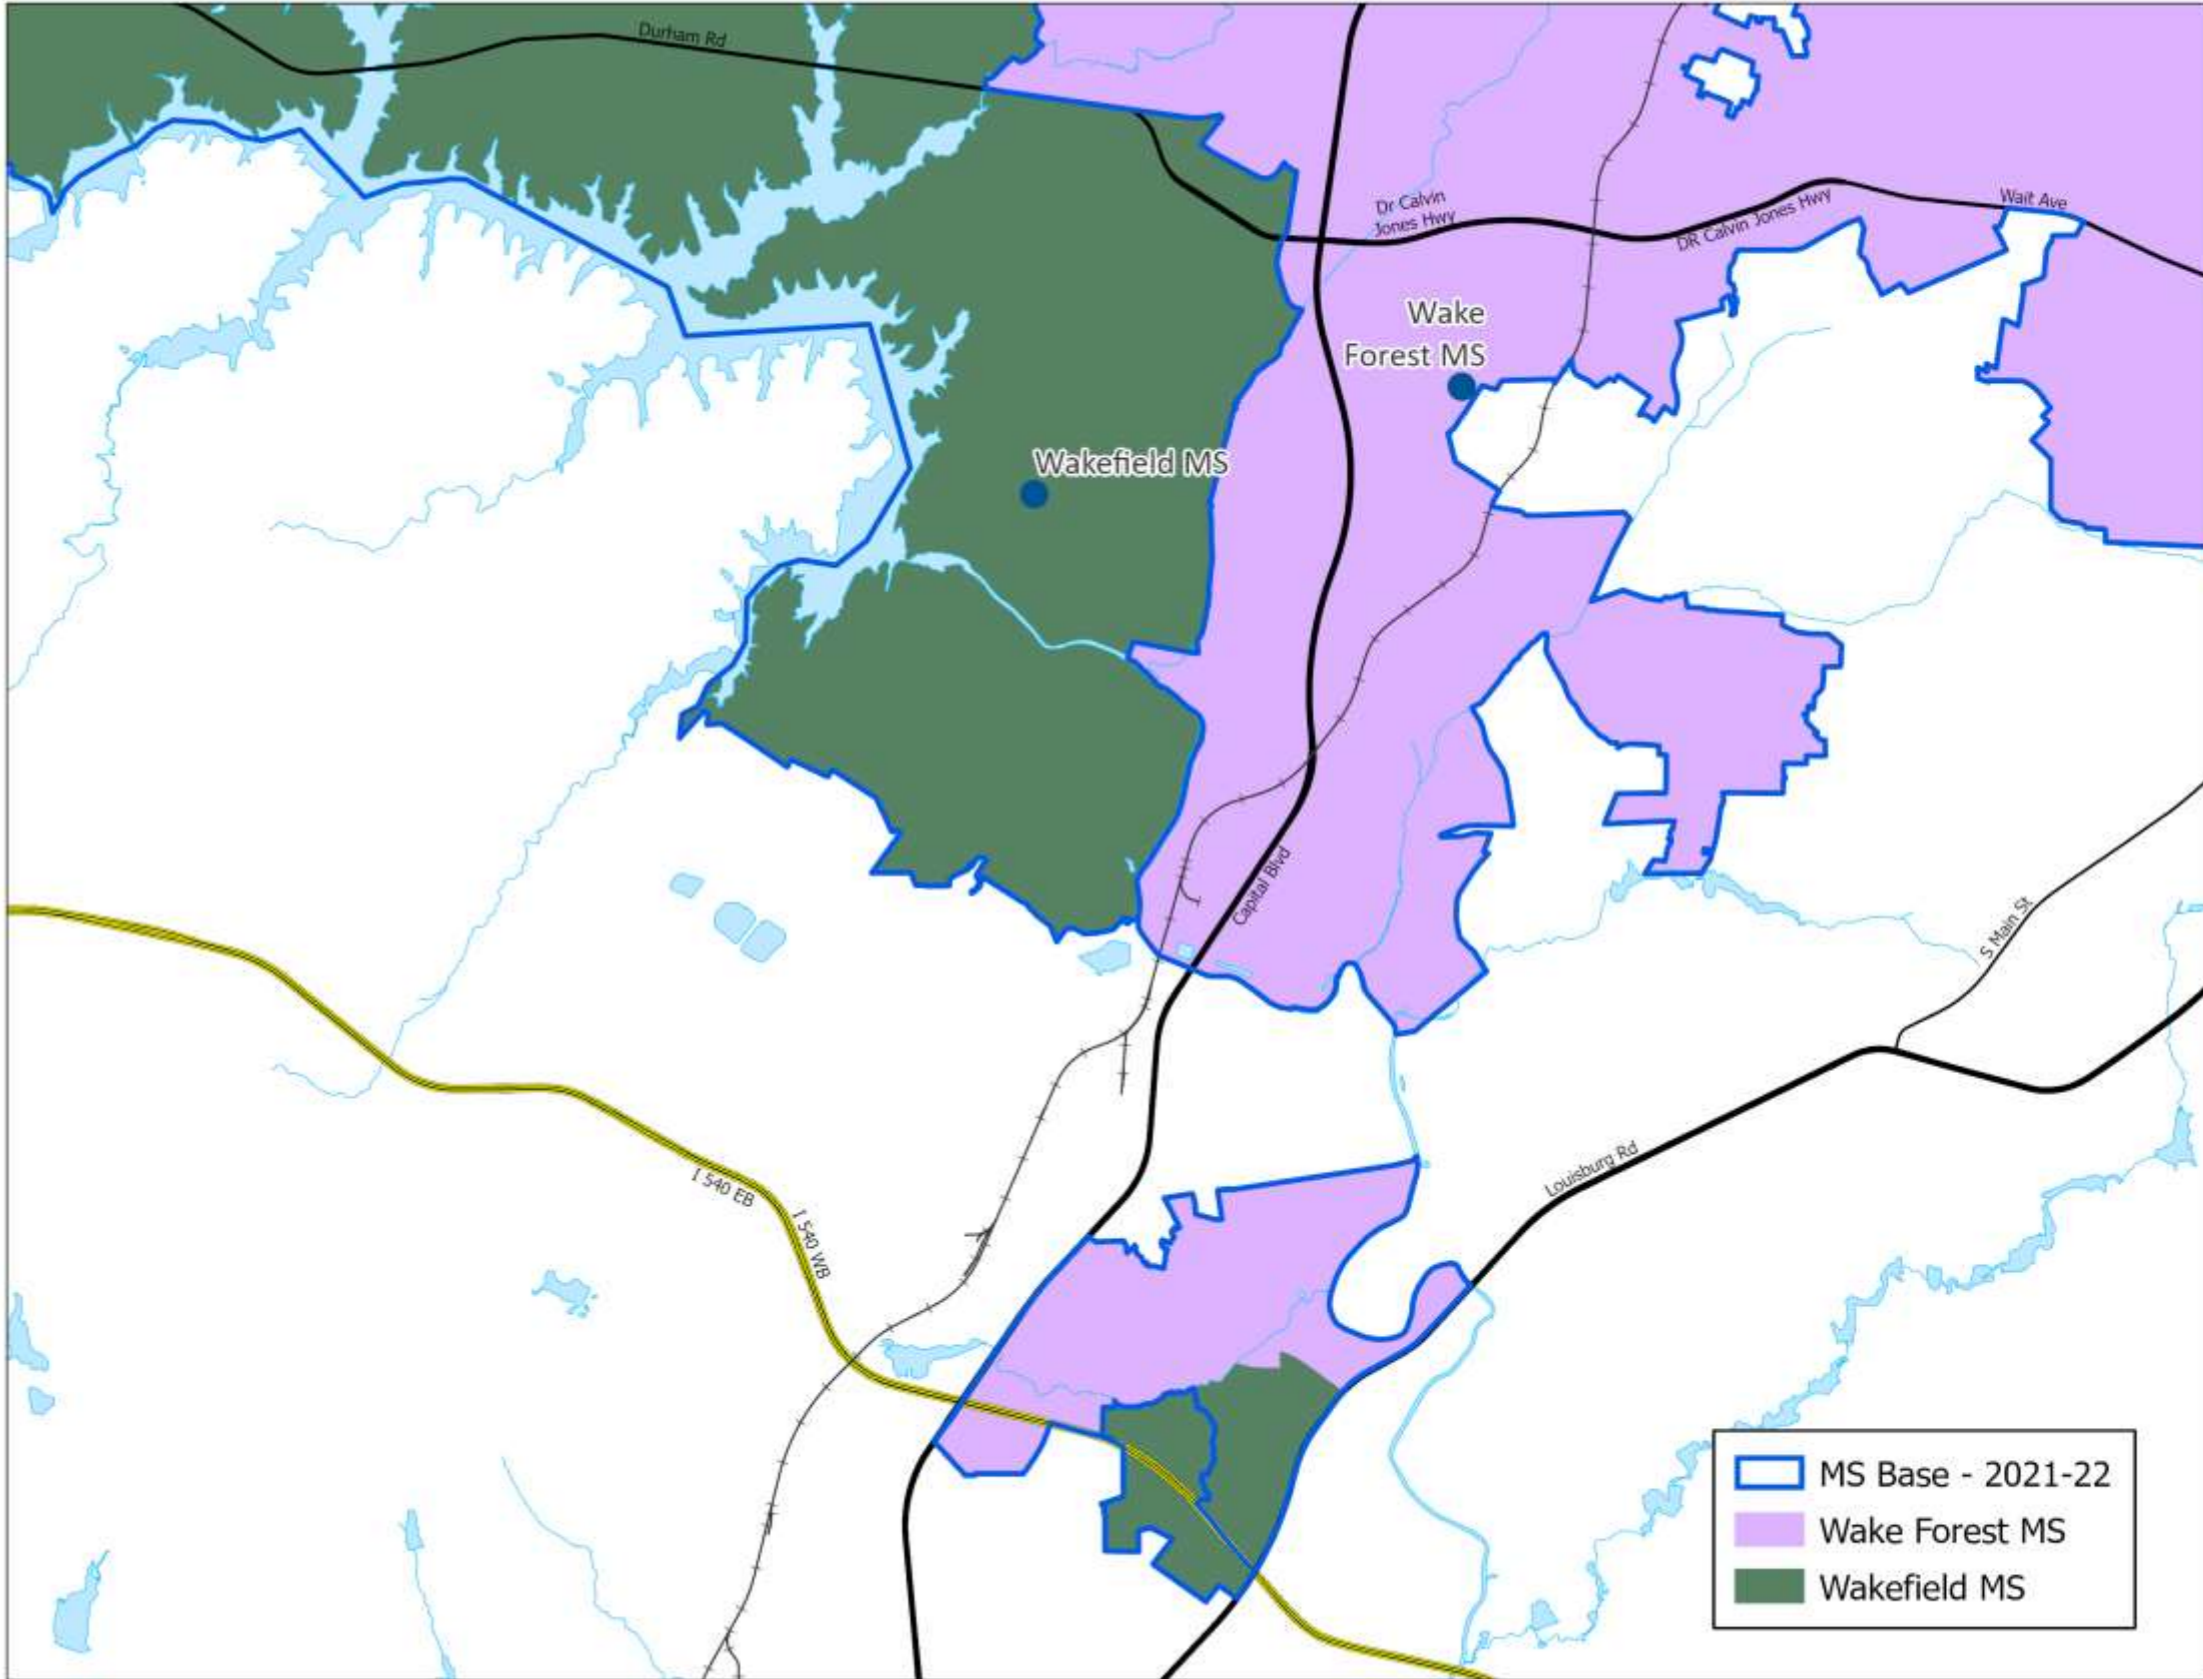 Durham Rd
Dr Calvin
Jones Hwy
DR Calvin Jones Hwy
Wait Ave
Wake
Forest MS
Wakefield MS
Capital Blvd
S Main St
Louisburg Rd
I 540 EB
I 540 WB
MS Base - 2021-22
Wake Forest MS
Wakefield MS